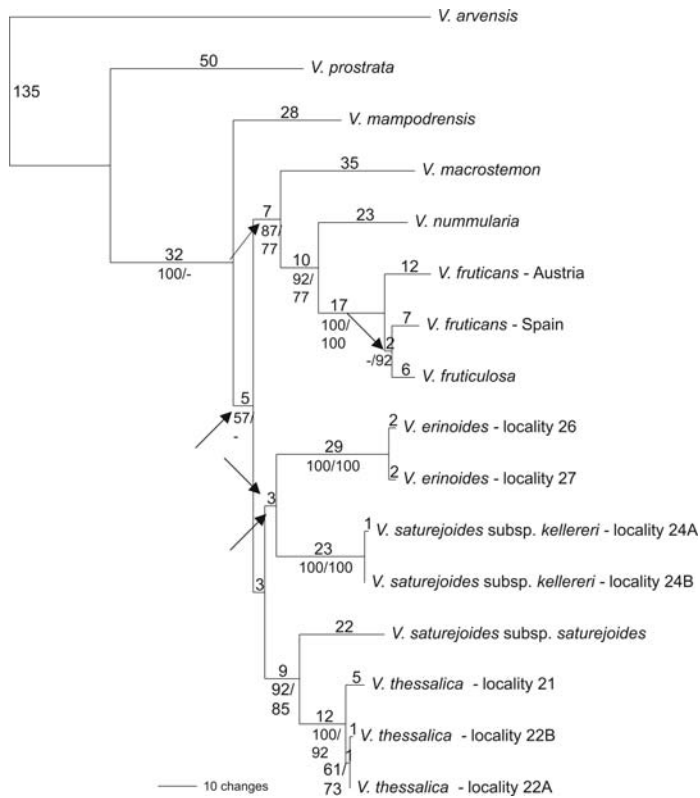 V. arvensis
50
V. prostrata
135
28
V. mampodrensis
35
V. macrostemon
7
87/
77
23
V. nummularia
32
100/-
10
92/
77
12
V. fruticans - Austria
17
100/
100
7
V. fruticans - Spain
2
-/92
6
V. fruticulosa
5
57/
-
2
V. erinoides - locality 26
29
100/100
2
V. erinoides - locality 27
3
1
V. saturejoides subsp. kellereri - locality 24A
23
100/100
V. saturejoides subsp. kellereri - locality 24B
3
22
V. saturejoides subsp. saturejoides
9
92/
85
5
V. thessalica - locality 21
12
100/
92
1
V. thessalica - locality 22B
1
61/
73
V. thessalica - locality 22A
10 changes